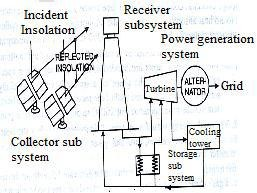 Incident
Insolation
Receiver
subsystem
Power generation
system
REFLECTED
INSOLATION
Turbine
ALTER-
NATOR
Grid
Collector sub
system
Cooling
tower
Storage
sub
system